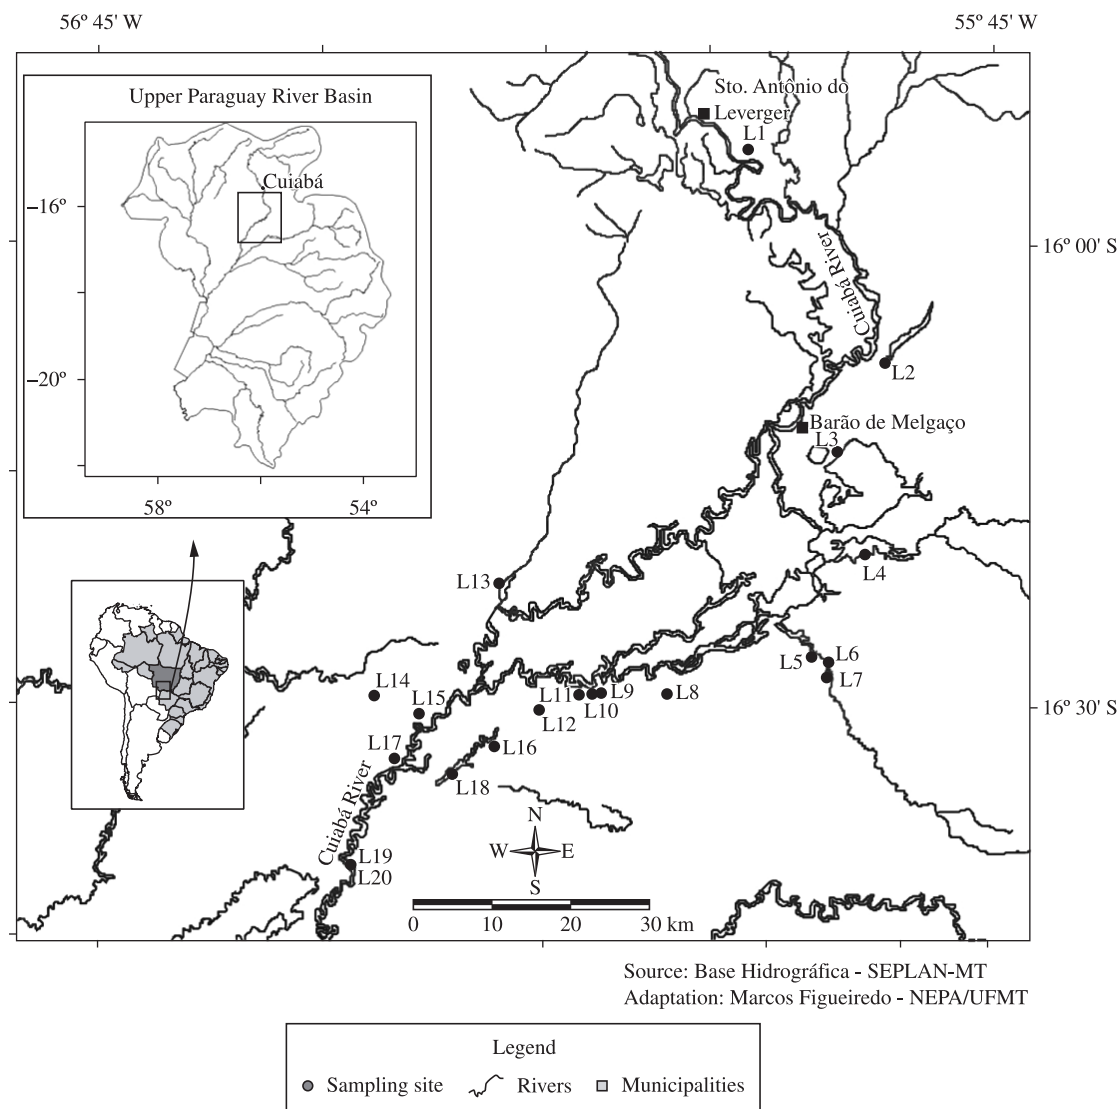 56º 45' W
55º 45' W
Upper Paraguay River Basin
Cuiabá
–16º
–20º
58º
54º
Sto. Antônio do
Leverger
L1
16º 00' S
Cuiabá River
L2
Barão de Melgaço
L3
L4
L13
L5
L6
L7
L14
L15
L11
L9
L8
L10
L12
16º 30' S
L17
L16
L18
Cuiabá River
N
W
E
S
L19
L20
0
10
20
30 km
Source: Base Hidrográfica - SEPLAN-MT
Adaptation: Marcos Figueiredo - NEPA/UFMT
Legend
Sampling site
Rivers
Municipalities